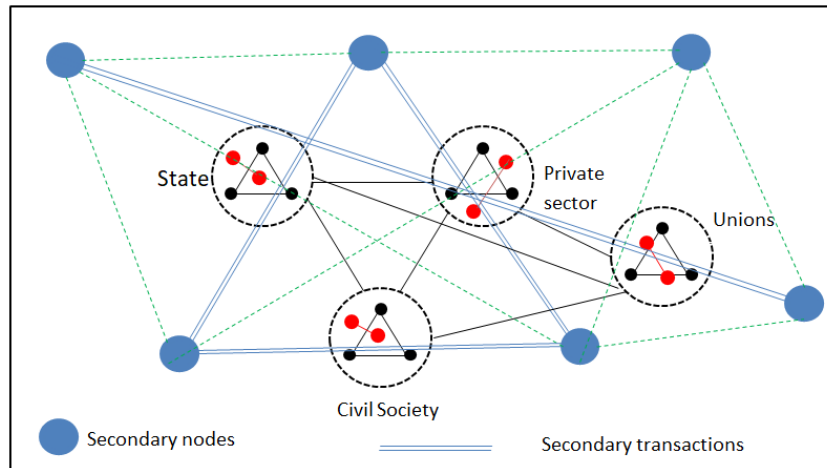 State
Private
sector
Unions
Civil Society
Secondary nodes
Secondary transactions